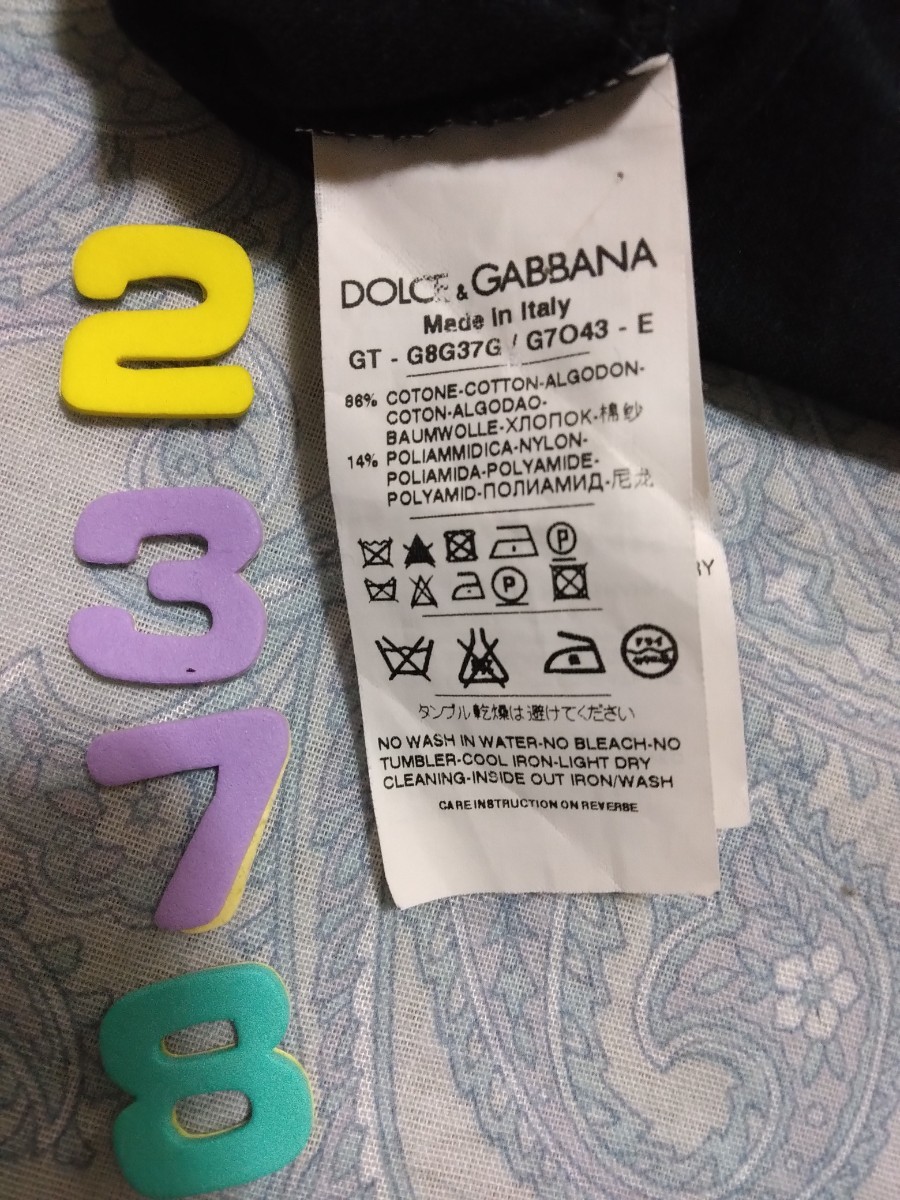 2
3
7
8
DOLCE & GABBANA
Made in Italy
GT - G8G37G / G7O43 - E
86% COTONE-COTTON-ALGODON-
COTON-ALGODAO-
BAUMWOLLE-ХЛОПОК-棉纱
14% POLIAMMIDICA-NYLON-
POLIAMIDA-POLYAMIDE-
POLYAMID-ПОЛИАМИД-尼龙
P
P
ドライ
タンブル乾燥は避けてください
NO WASH IN WATER-NO BLEACH-NO
TUMBLER-COOL IRON-LIGHT DRY
CLEANING-INSIDE OUT IRON/WASH
CARE INSTRUCTION ON REVERSE